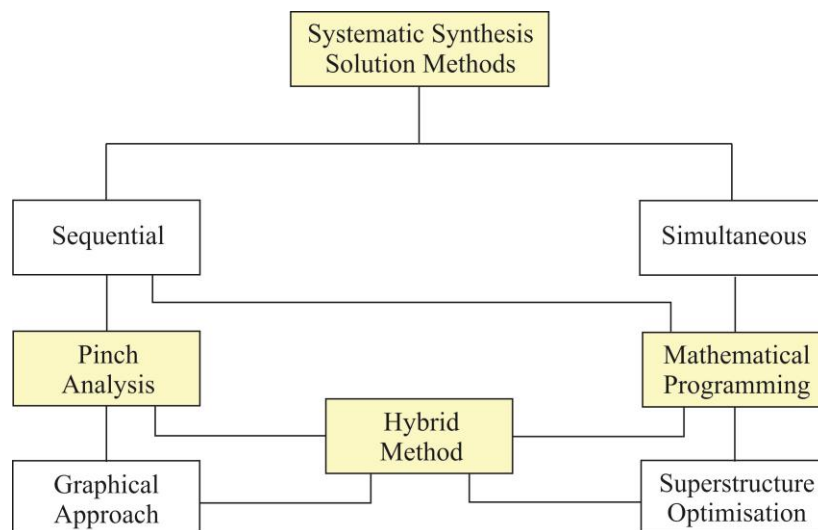 Systematic Synthesis
Solution Methods
Sequential
Simultaneous
Pinch
Analysis
Mathematical
Programming
Hybrid
Method
Graphical
Approach
Superstructure
Optimisation